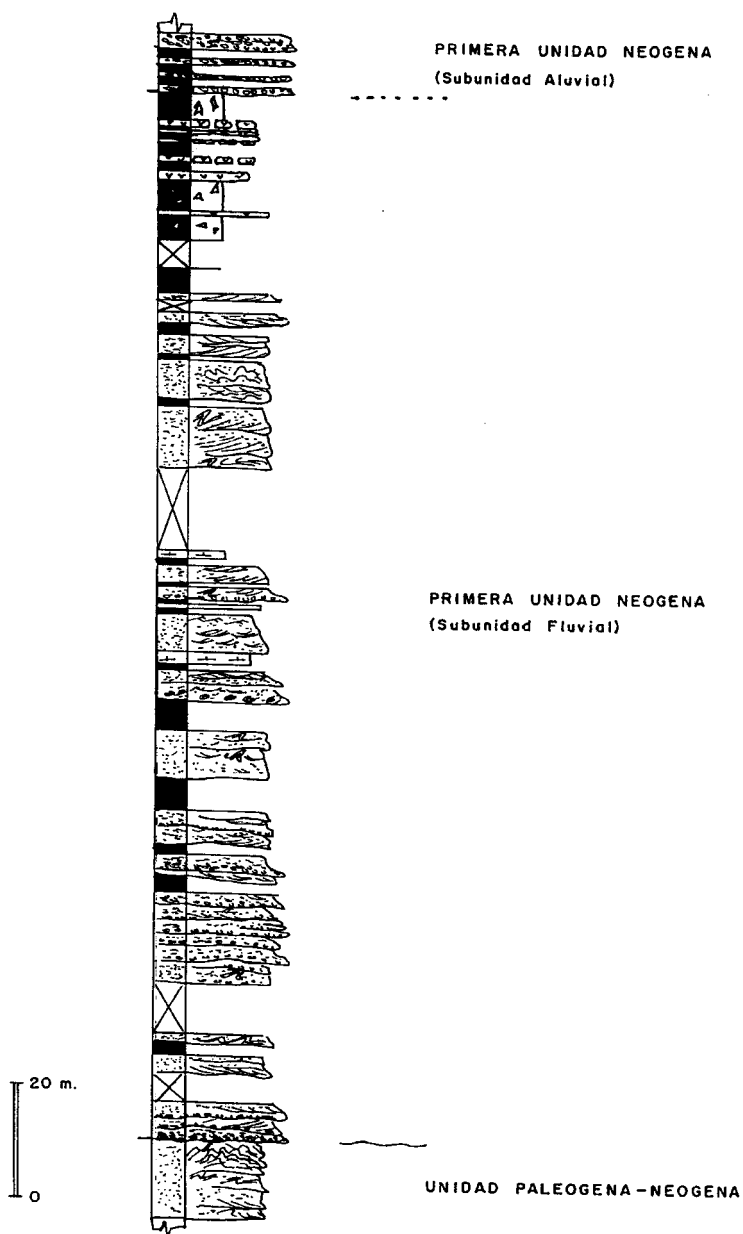 PRIMERA UNIDAD NEOGENA
(Subunidad Aluvial)
PRIMERA UNIDAD NEOGENA
(Subunidad Fluvial)
20 m.
0
UNIDAD PALEOGENA-NEOGENA